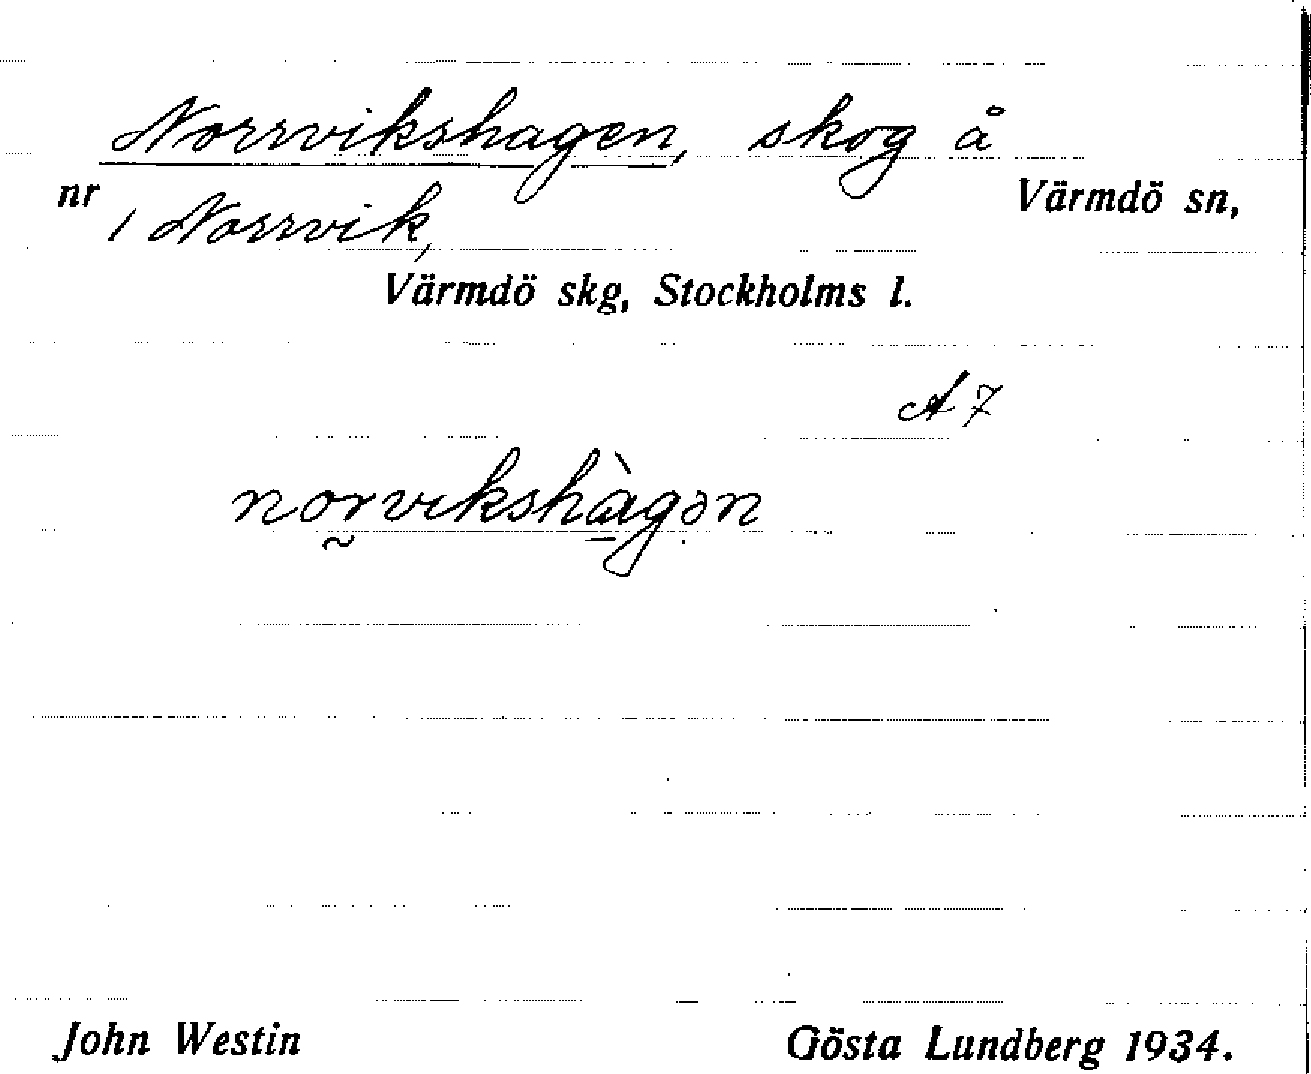 Norrvikshagen, skog å
nr 1 Norrvik, Värmdö sn,
Värmdö skg, Stockholms l.
A 7
norvikshàgən
John Westin Gösta Lundberg 1934.